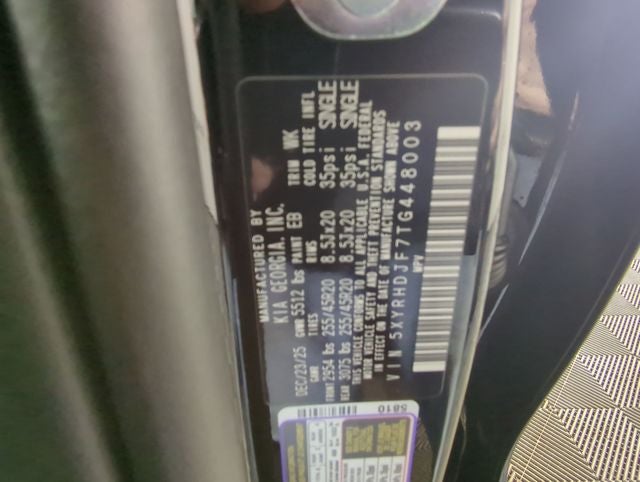 MANUFACTURED BY
KIA GEORGIA, INC.
DEC/23/25 GVWR 5512 lbs PAINT EB TRIM WK
GAWR TIRES RIMS COLD TIRE INFL
FRONT 2954 lbs 255/45R20 8.5Jx20 35psi SINGLE
REAR 3075 lbs 255/45R20 8.5Jx20 35psi SINGLE
THIS VEHICLE CONFORMS TO ALL APPLICABLE U.S.A. FEDERAL
MOTOR VEHICLE SAFETY AND THEFT PREVENTION STANDARDS
IN EFFECT ON THE DATE OF MANUFACTURE SHOWN ABOVE
VIN 5XYRHDJF7TG448003
MPV
5810